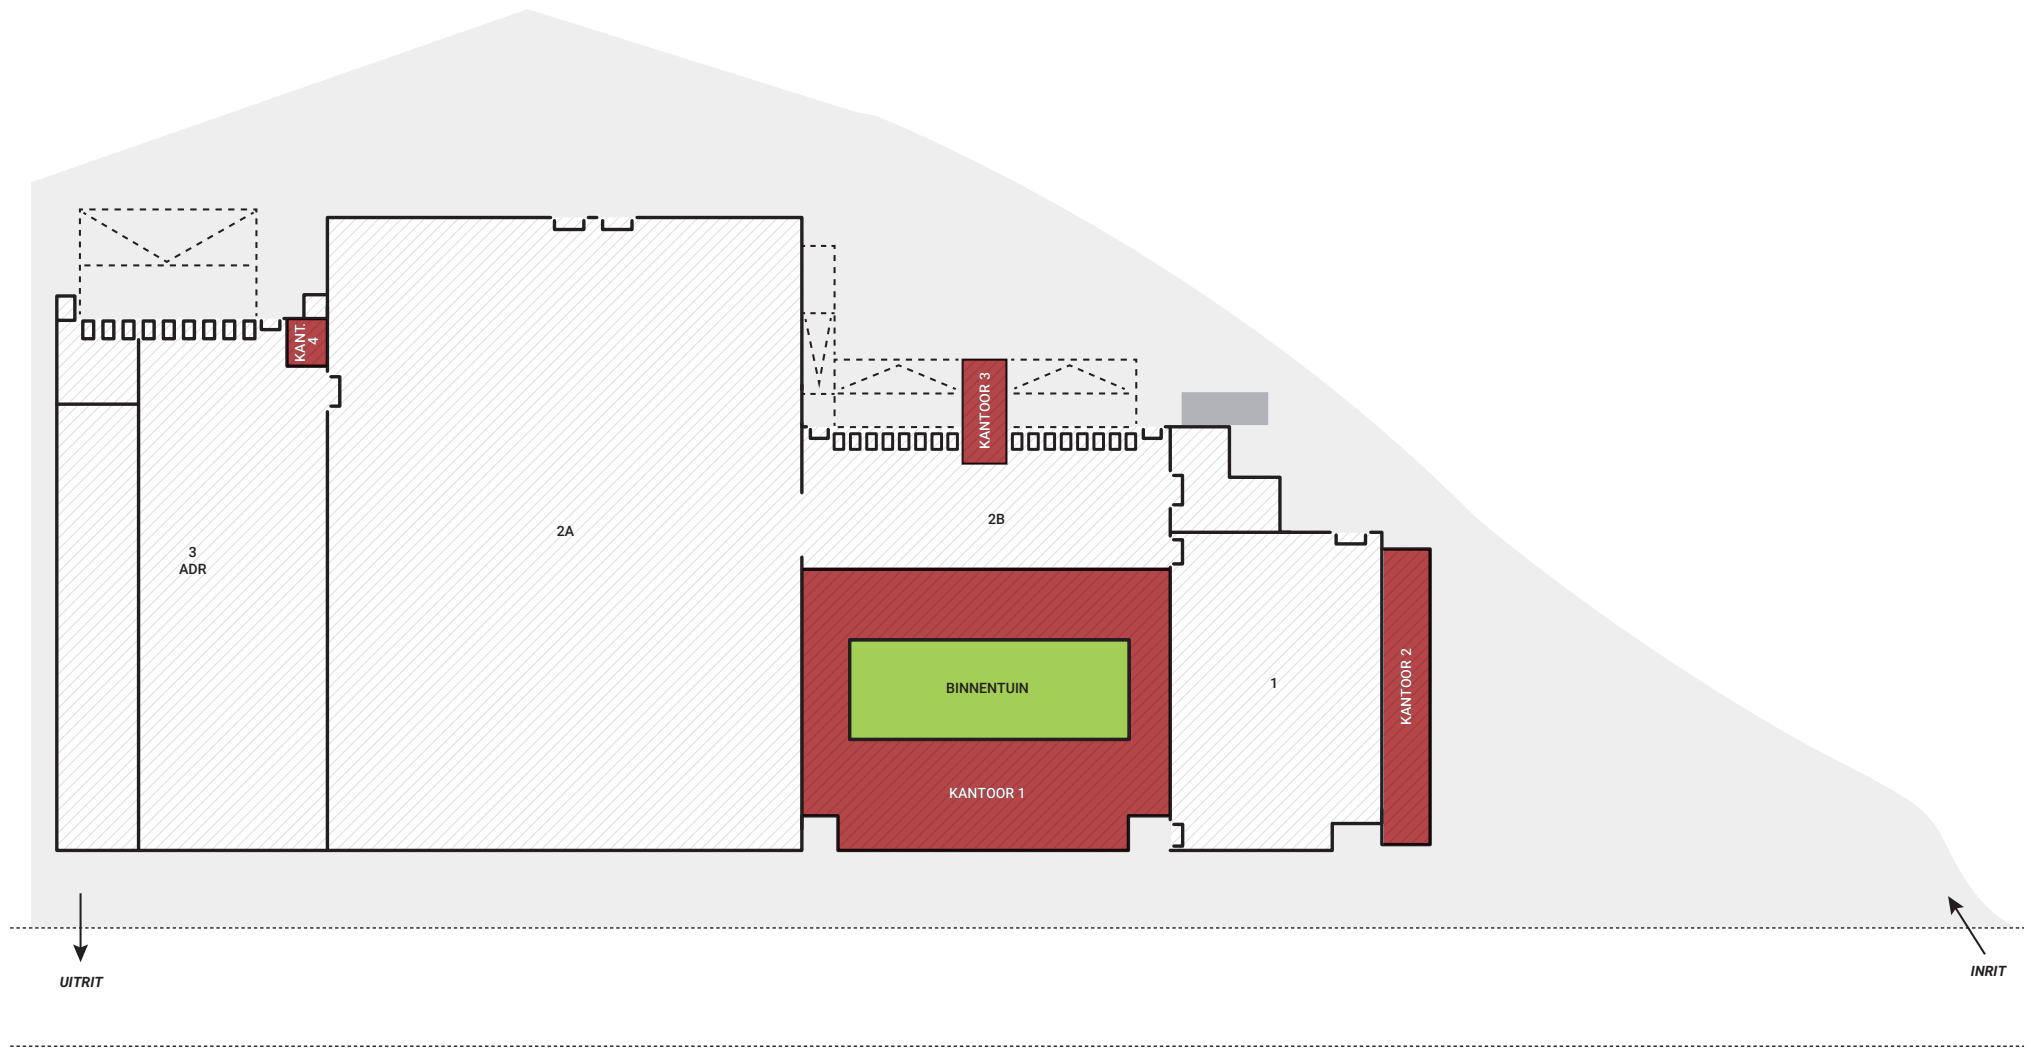 KANT.
4
KANTOOR 3
2B
2A
3
ADR
1
KANTOOR 2
BINNENTUIN
KANTOOR 1
UITRIT
INRIT